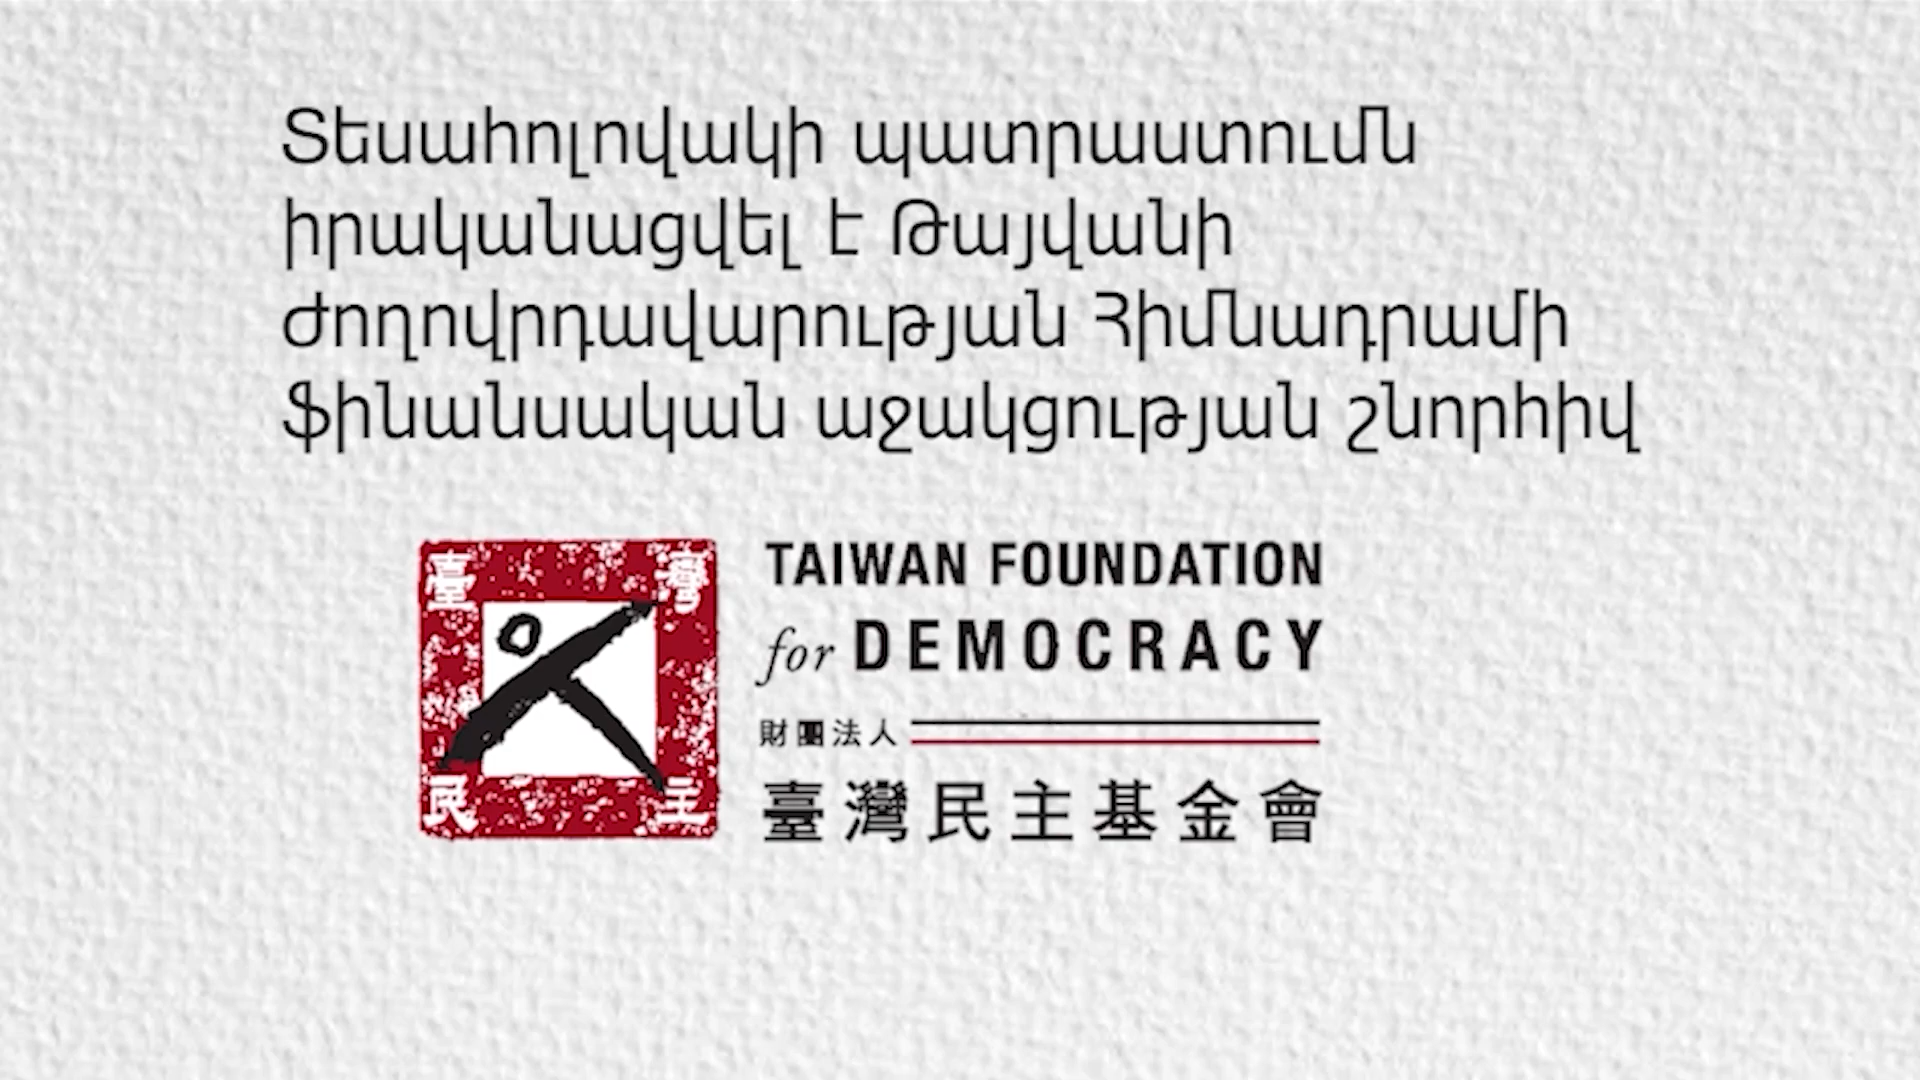 Տեսահոլովակի պատրաստումն
իրականացվել է Թայվանի
Ժողովրդավարության Հիմնադրամի
ֆինանսական աջակցության շնորհիվ
臺灣
民主
TAIWAN FOUNDATION
for DEMOCRACY
財團法人
臺灣民主基金會